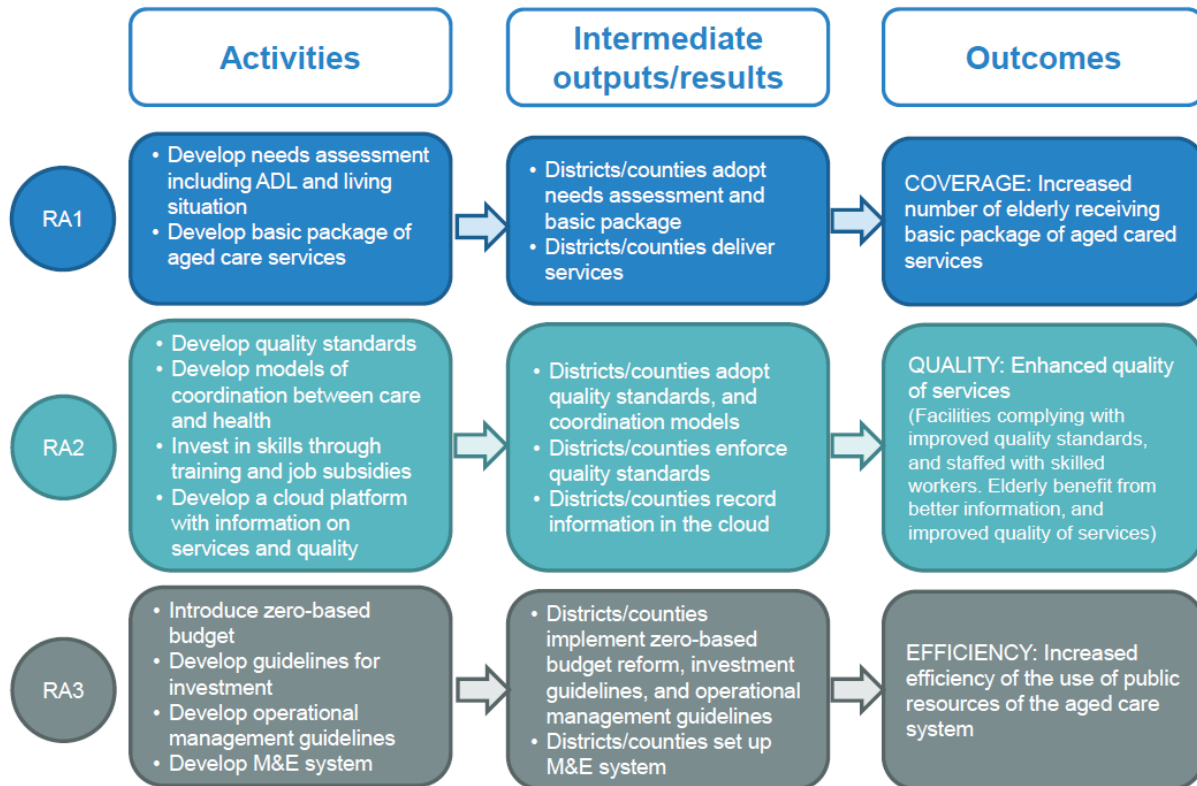 Activities
Intermediate
outputs/results
Outcomes
RA1
• Develop needs assessment
including ADL and living
situation
• Develop basic package of
aged care services
• Districts/counties adopt
needs assessment and
basic package
• Districts/counties deliver
services
COVERAGE: Increased
number of elderly receiving
basic package of aged cared
services
RA2
• Develop quality standards
• Develop models of
coordination between care
and health
• Invest in skills through
training and job subsidies
• Develop a cloud platform
with information on
services and quality
• Districts/counties adopt
quality standards, and
coordination models
• Districts/counties enforce
quality standards
• Districts/counties record
information in the cloud
QUALITY: Enhanced quality
of services
(Facilities complying with
improved quality standards,
and staffed with skilled
workers. Elderly benefit from
better information, and
improved quality of services)
RA3
• Introduce zero-based
budget
• Develop guidelines for
investment
• Develop operational
management guidelines
• Develop M&E system
• Districts/counties
implement zero-based
budget reform, investment
guidelines, and operational
management guidelines
• Districts/counties set up
M&E system
EFFICIENCY: Increased
efficiency of the use of public
resources of the aged care
system